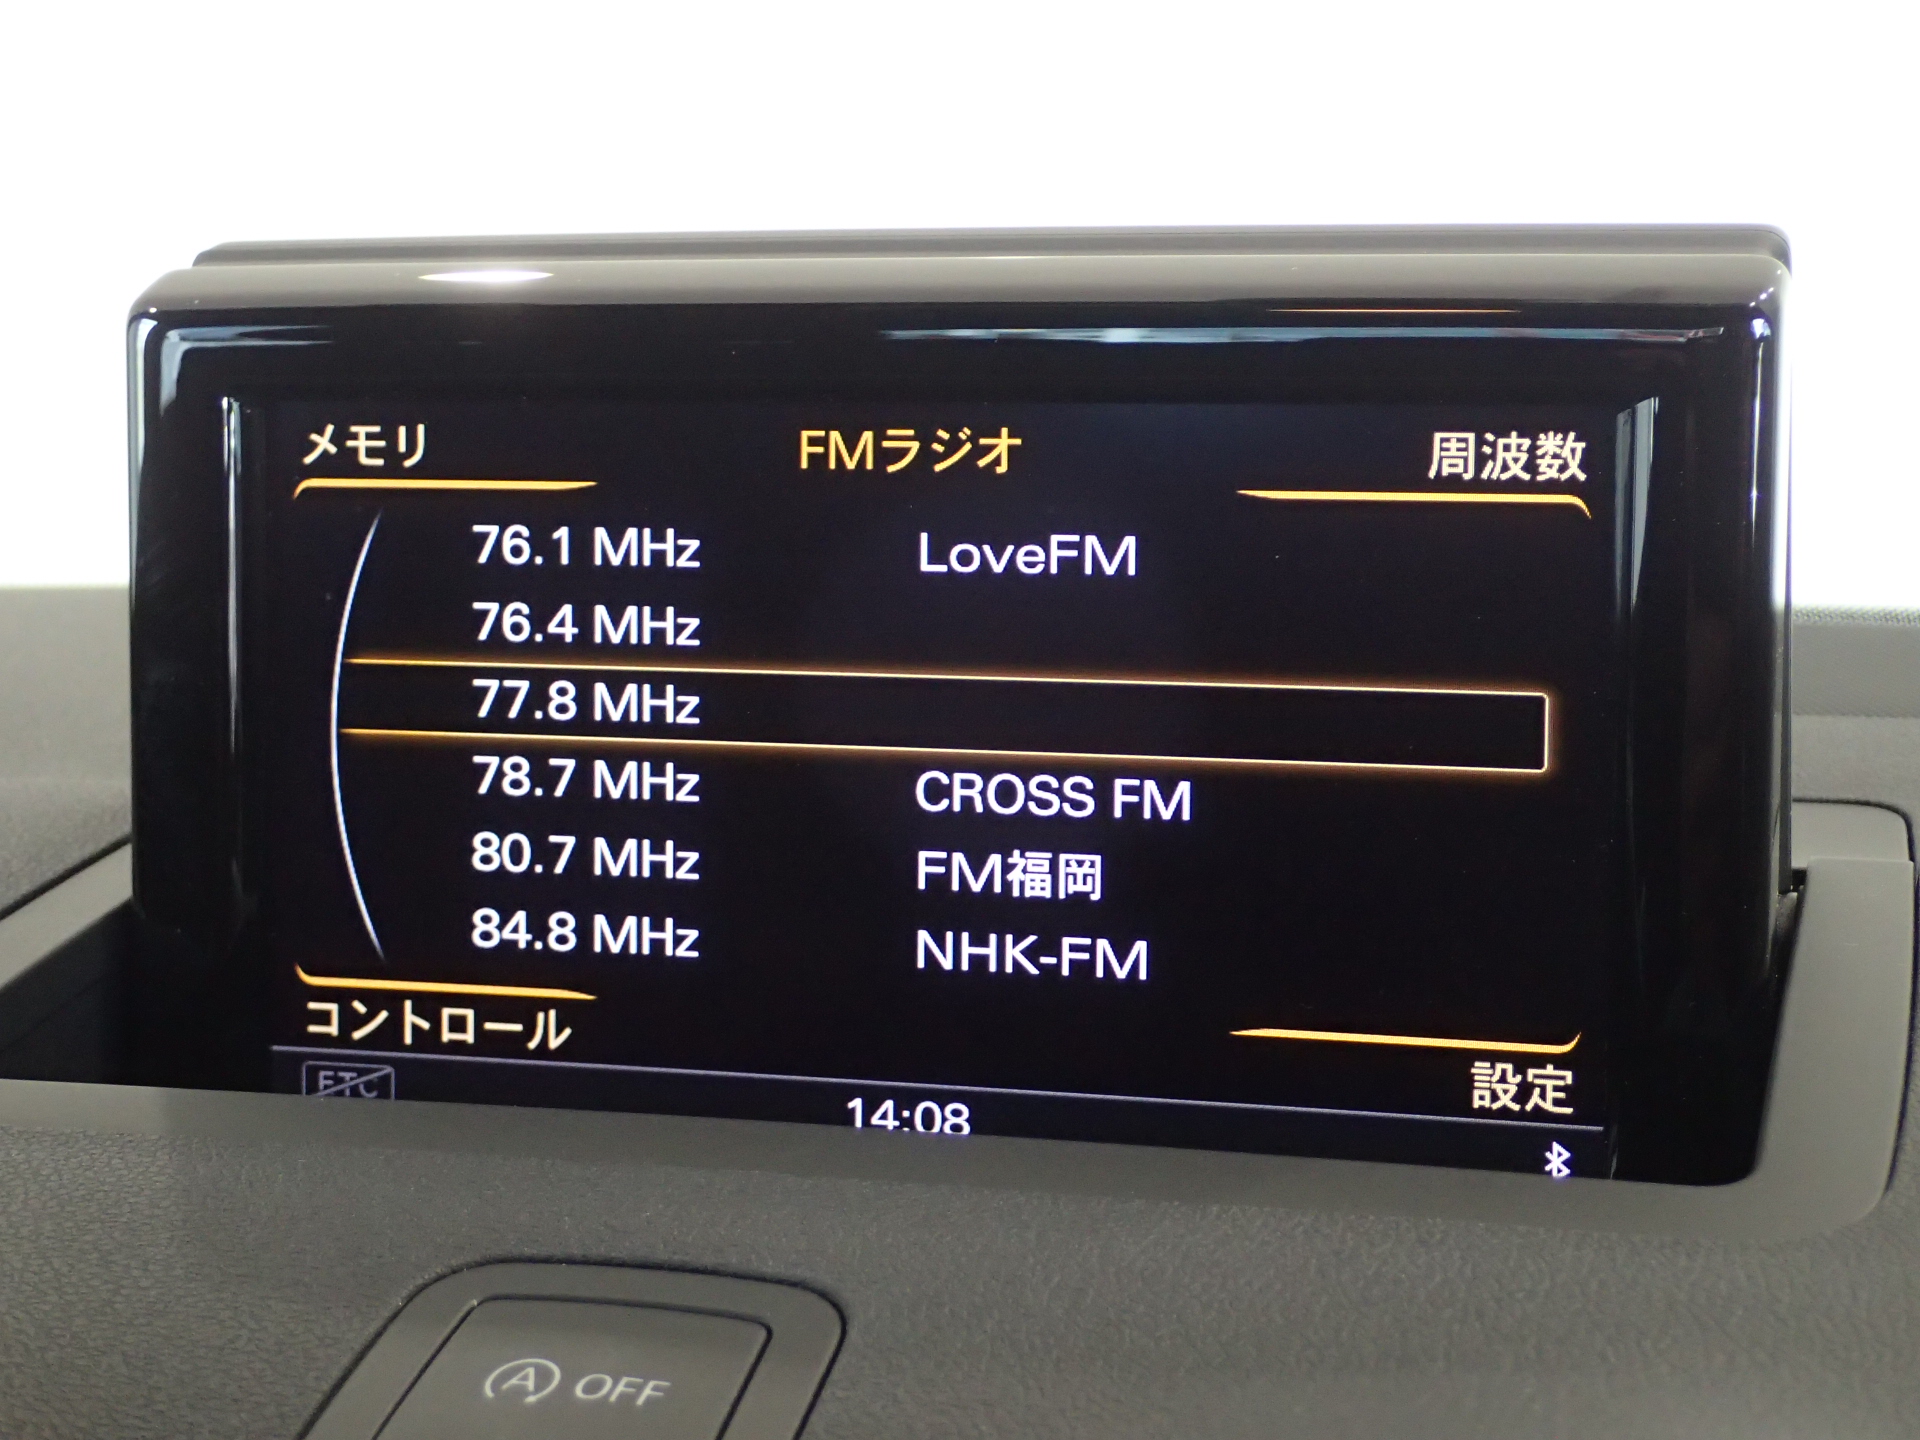 メモリ FMラジオ 周波数
76.1 MHz LoveFM
76.4 MHz
77.8 MHz
78.7 MHz CROSS FM
80.7 MHz FM福岡
84.8 MHz NHK-FM
コントロール
設定
ETC 14:08
A OFF